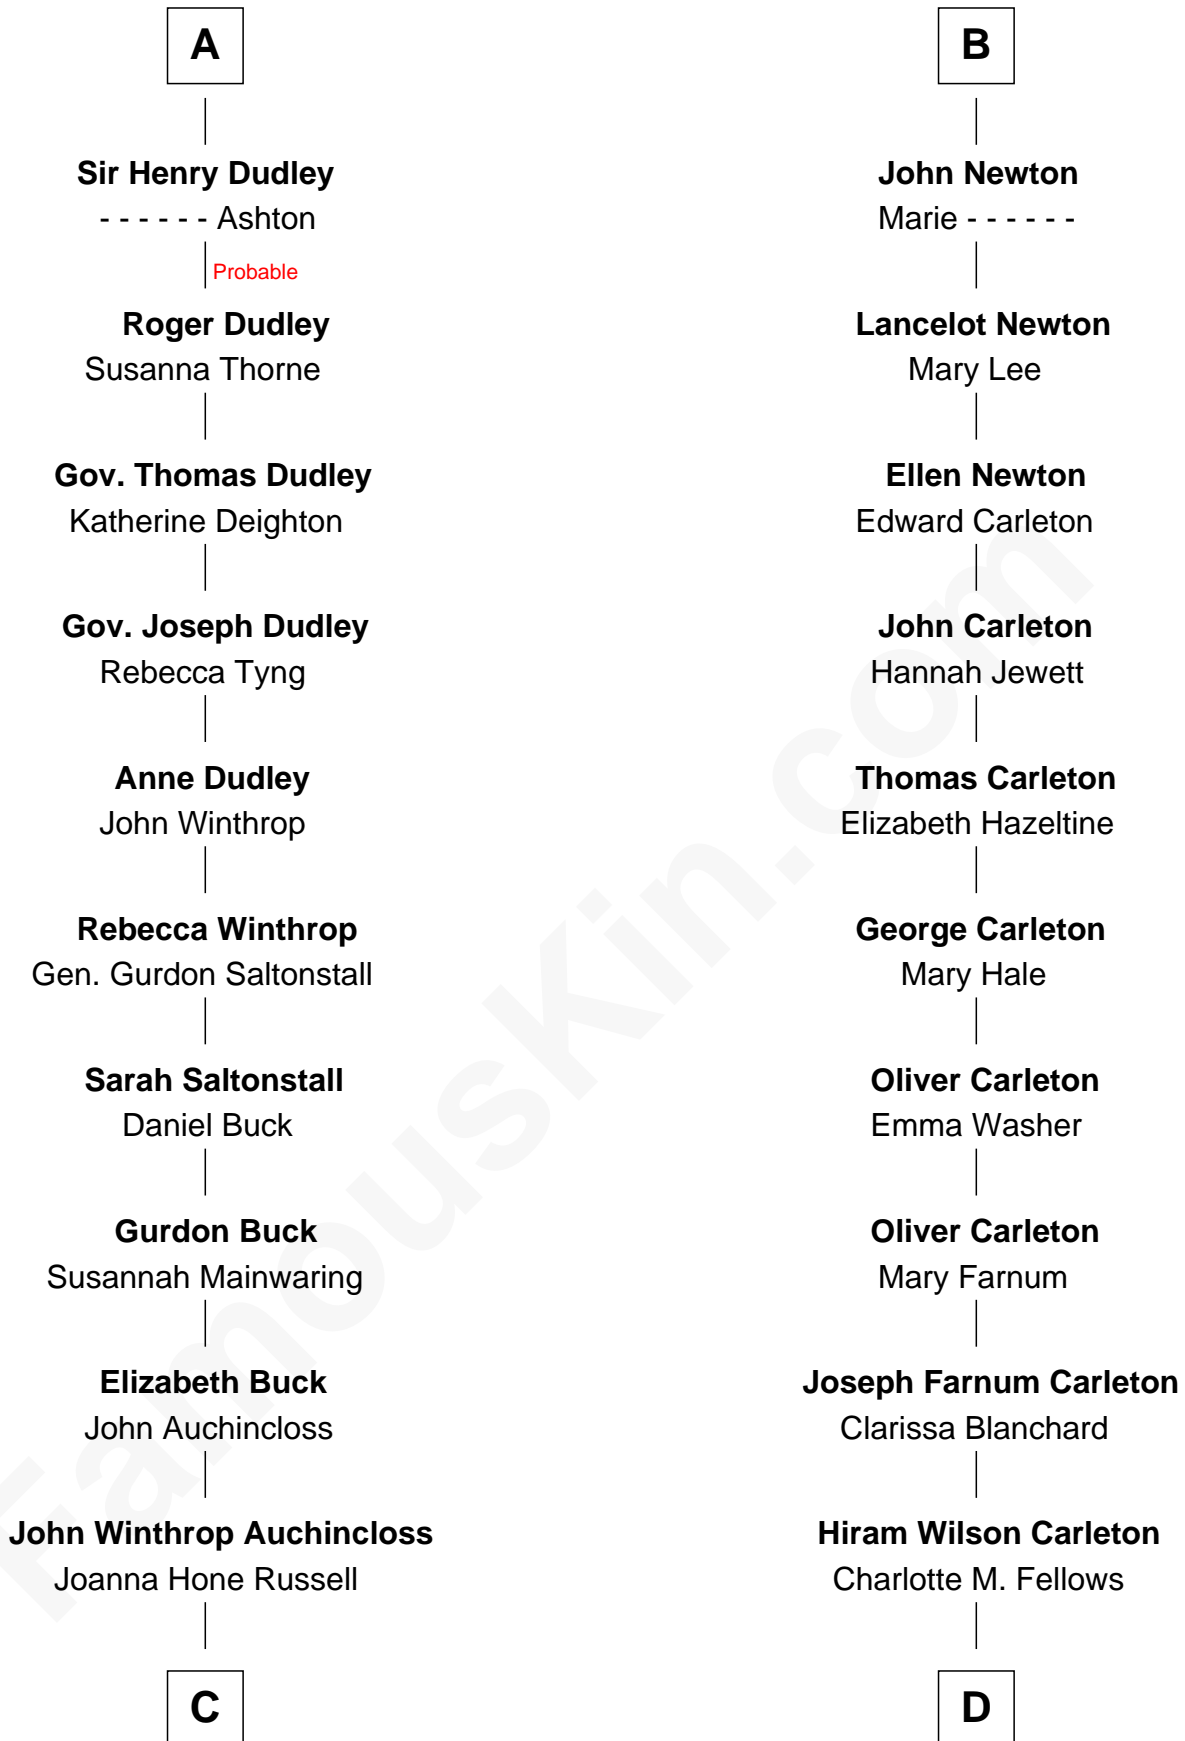 A
Sir Henry Dudley
- - - - - - Ashton
Probable
Roger Dudley
Susanna Thorne
Gov. Thomas Dudley
Katherine Deighton
Gov. Joseph Dudley
Rebecca Tyng
Anne Dudley
John Winthrop
Rebecca Winthrop
Gen. Gurdon Saltonstall
Sarah Saltonstall
Daniel Buck
Gurdon Buck
Susannah Mainwaring
Elizabeth Buck
John Auchincloss
John Winthrop Auchincloss
Joanna Hone Russell
C
B
John Newton
Marie - - - - - -
Lancelot Newton
Mary Lee
Ellen Newton
Edward Carleton
John Carleton
Hannah Jewett
Thomas Carleton
Elizabeth Hazeltine
George Carleton
Mary Hale
Oliver Carleton
Emma Washer
Oliver Carleton
Mary Farnum
Joseph Farnum Carleton
Clarissa Blanchard
Hiram Wilson Carleton
Charlotte M. Fellows
D
FamousKin.com